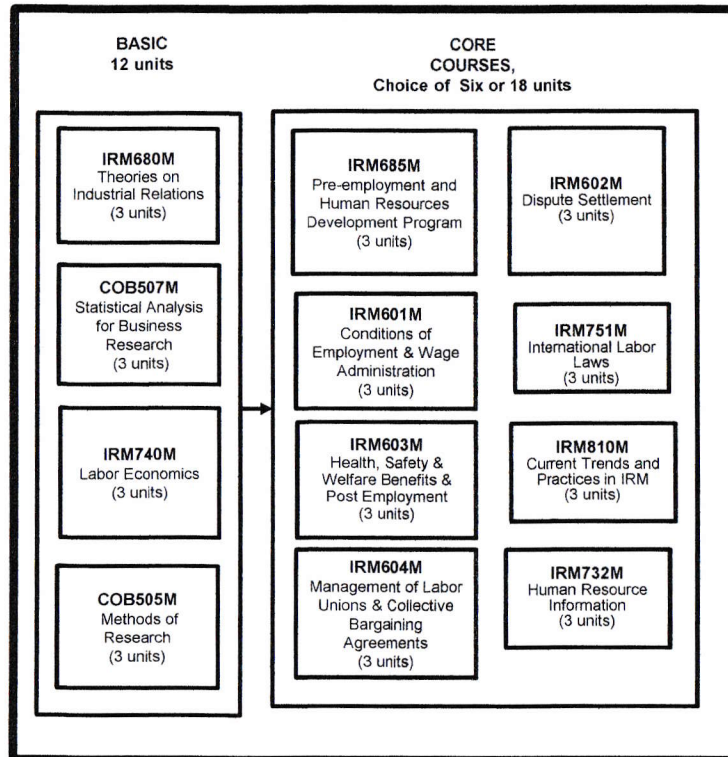 BASIC
12 units
IRM680M
Theories on
Industrial Relations
(3 units)
COB507M
Statistical Analysis
for Business
Research
(3 units)
IRM740M
Labor Economics
(3 units)
COB505M
Methods of
Research
(3 units)
CORE
COURSES,
Choice of Six or 18 units
IRM685M
Pre-employment and
Human Resources
Development Program
(3 units)
IRM602M
Dispute Settlement
(3 units)
IRM601M
Conditions of
Employment & Wage
Administration
(3 units)
IRM751M
International Labor
Laws
(3 units)
IRM603M
Health, Safety &
Welfare Benefits &
Post Employment
(3 units)
IRM810M
Current Trends and
Practices in IRM
(3 units)
IRM604M
Management of Labor
Unions & Collective
Bargaining
Agreements
(3 units)
IRM732M
Human Resource
Information
(3 units)